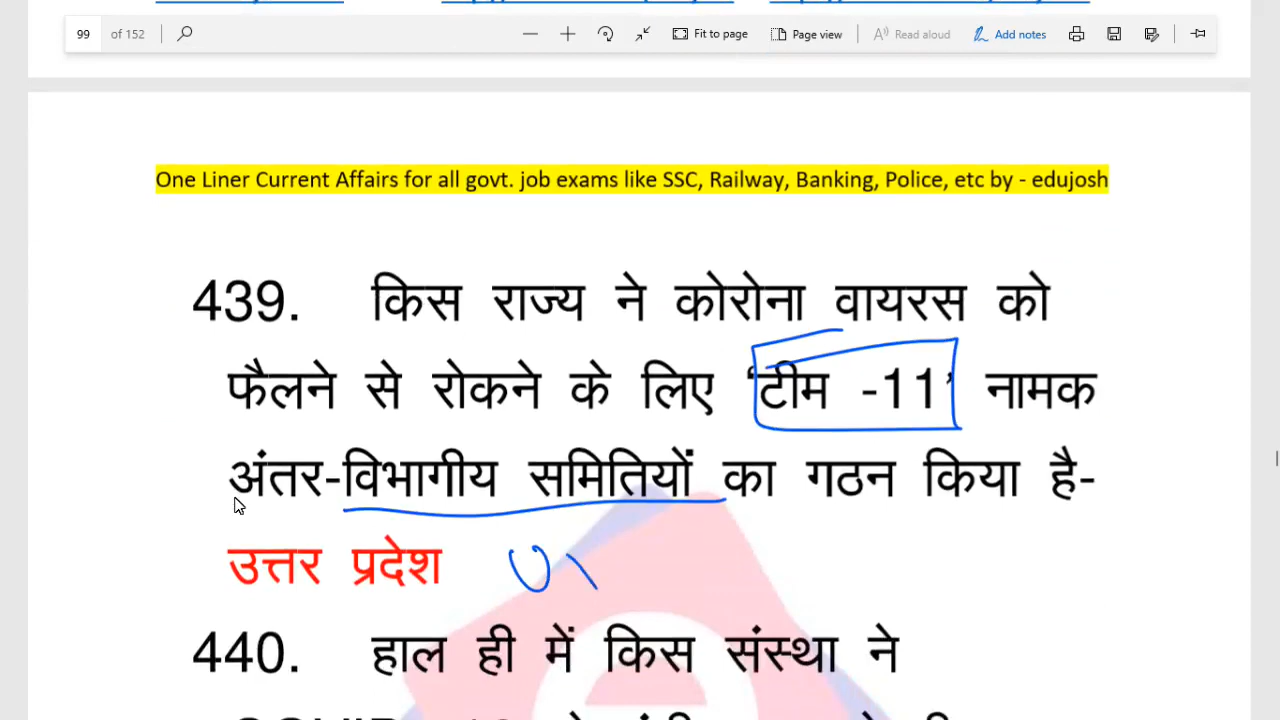 99 of 152 Fit to page Page view Read aloud Add notes
One Liner Current Affairs for all govt. job exams like SSC, Railway, Banking, Police, etc by - edujosh
439. किस राज्य ने कोरोना वायरस को
फैलने से रोकने के लिए ‘टीम -11’ नामक
अंतर-विभागीय समितियों का गठन किया है-
उत्तर प्रदेश
440. हाल ही में किस संस्था ने